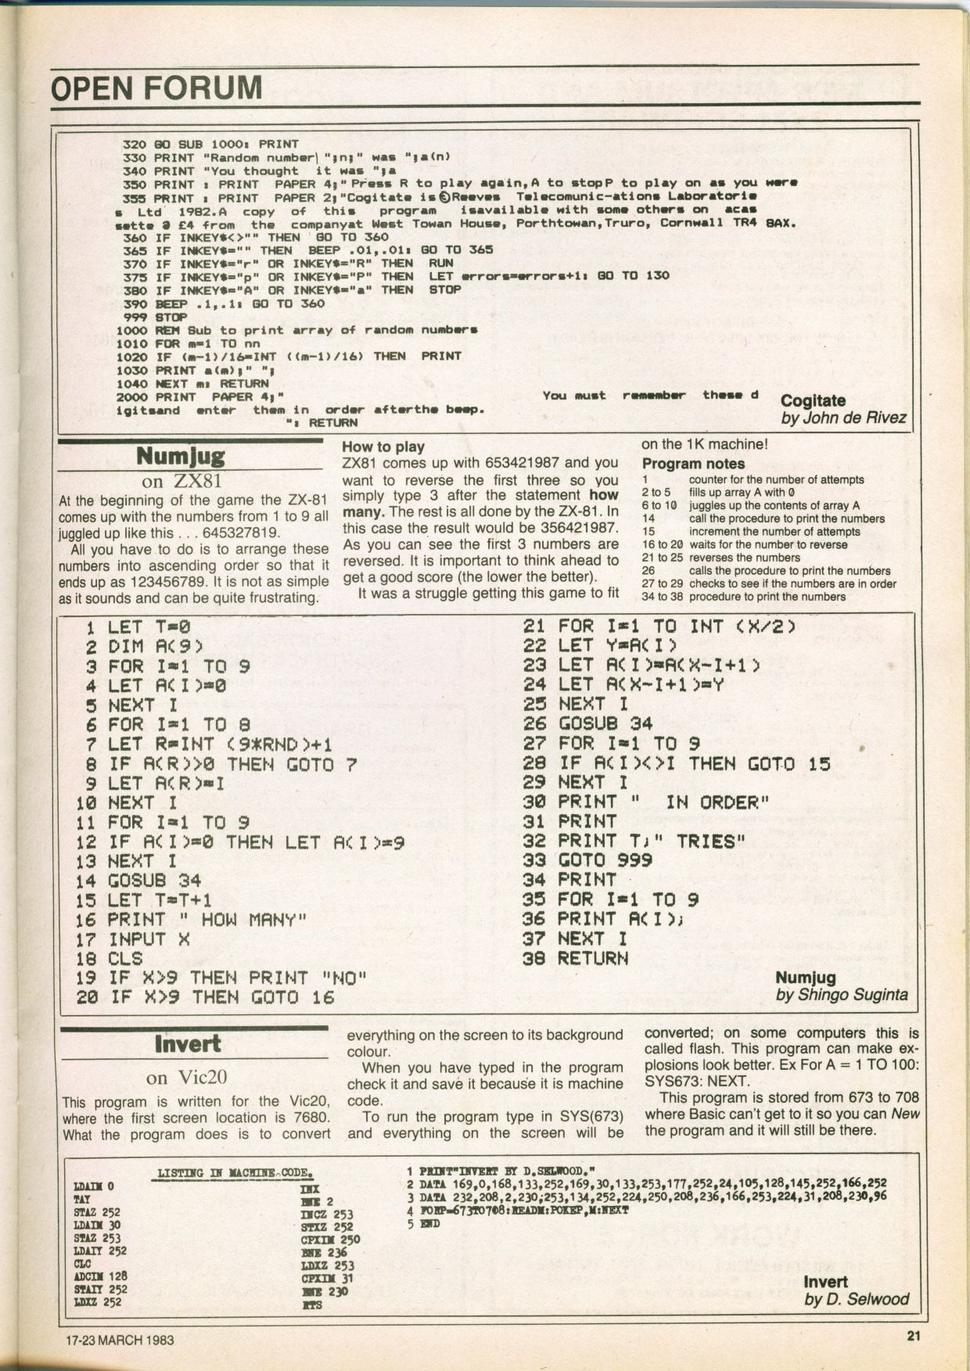 OPEN FORUM
320 GO SUB 1000: PRINT
330 PRINT "Random number| ";n;" was ";a(n)
340 PRINT "You thought  it was ";a
350 PRINT : PRINT  PAPER 4;"Press R to play again,A to stopP to play on as you were
355 PRINT : PRINT  PAPER 2;"Cogitate is©Reeves  Telecomunic-ations Laboratorie
s Ltd  1982.A  copy  of  this   program   isavailable with some others on  acas
sette @ £4 from  the  companyat  West Towan House, Porthtowan,Truro, Cornwall TR4  8AX.
360 IF INKEY$<>"" THEN  GO TO 360
365 IF INKEY$="" THEN  BEEP .01,.01: GO TO 365
370 IF INKEY$="r" OR INKEY$="R" THEN  RUN
375 IF INKEY$="p" OR INKEY$="P" THEN  LET errors=errors+1: GO TO 130
380 IF INKEY$="A" OR INKEY$="a" THEN  STOP
390 BEEP .1,.1: GO TO 360
999 STOP
1000 REM Sub to print array of random numbers
1010 FOR m=1 TO nn
1020 IF (m-1)/16=INT ((m-1)/16) THEN  PRINT
1030 PRINT a(m);" ";
1040 NEXT m: RETURN
2000 PRINT  PAPER 4;"                    You must  remember  these d
igitsand  enter  them in  order afterthe beep.
": RETURN
Cogitate
by John de Rivez
Numjug
on ZX81
At the beginning of the game the ZX-81
comes up with the numbers from 1 to 9 all
juggled up like this . . . 645327819.
All you have to do is to arrange these
numbers into ascending order so that it
ends up as 123456789. It is not as simple
as it sounds and can be quite frustrating.
How to play
ZX81 comes up with 653421987 and you
want to reverse the first three so you
simply type 3 after the statement how
many. The rest is all done by the ZX-81. In
this case the result would be 356421987.
As you can see the first 3 numbers are
reversed. It is important to think ahead to
get a good score (the lower the better).
It was a struggle getting this game to fit
on the 1K machine!
Program notes
1 counter for the number of attempts
2 to 5 fills up array A with 0
6 to 10 juggles up the contents of array A
14 call the procedure to print the numbers
15 increment the number of attempts
16 to 20 waits for the number to reverse
21 to 25 reverses the numbers
26 calls the procedure to print the numbers
27 to 29 checks to see if the numbers are in order
34 to 38 procedure to print the numbers
1 LET T=0
2 DIM A(9)
3 FOR I=1 TO 9
4 LET A(I)=0
5 NEXT I
6 FOR I=1 TO 8
7 LET R=INT (9*RND)+1
8 IF A(R)>0 THEN GOTO 7
9 LET A(R)=I
10 NEXT I
11 FOR I=1 TO 9
12 IF A(I)=0 THEN LET A(I)=9
13 NEXT I
14 GOSUB 34
15 LET T=T+1
16 PRINT " HOW MANY"
17 INPUT X
18 CLS
19 IF X>9 THEN PRINT "NO"
20 IF X>9 THEN GOTO 16
21 FOR I=1 TO INT (X/2)
22 LET Y=A(I)
23 LET A(I)=A(X-I+1)
24 LET A(X-I+1)=Y
25 NEXT I
26 GOSUB 34
27 FOR I=1 TO 9
28 IF A(I)<>I THEN GOTO 15
29 NEXT I
30 PRINT "  IN ORDER"
31 PRINT
32 PRINT T;" TRIES"
33 GOTO 999
34 PRINT
35 FOR I=1 TO 9
36 PRINT A(I);
37 NEXT I
38 RETURN
Numjug
by Shingo Suginta
Invert
on Vic20
This program is written for the Vic20,
where the first screen location is 7680.
What the program does is to convert
everything on the screen to its background
colour.
When you have typed in the program
check it and save it because it is machine
code.
To run the program type in SYS(673)
and everything on the screen will be
converted; on some computers this is
called flash. This program can make ex-
plosions look better. Ex For A = 1 TO 100:
SYS673: NEXT.
This program is stored from 673 to 708
where Basic can't get to it so you can New
the program and it will still be there.
LISTING IN MACHINE CODE.
LDAIM 0
TAY
STAZ 252
LDAIM 30
STAZ 253
LDAIY 252
CLC
ADCIM 128
STAIY 252
LDXZ 252
INX
BNE 2
INCZ 253
STXZ 252
CPXIM 250
BNE 236
LDXZ 253
CPXIM 31
BNE 230
RTS
1 PRINT"INVERT BY D.SELWOOD."
2 DATA 169,0,168,133,252,169,30,133,253,177,252,24,105,128,145,252,166,252
3 DATA 232,208,2,230,253,134,252,224,250,208,236,166,253,224,31,208,230,96
4 FORP=673TO708:READM:POKEP,M:NEXT
5 END
Invert
by D. Selwood
17-23 MARCH 1983
21